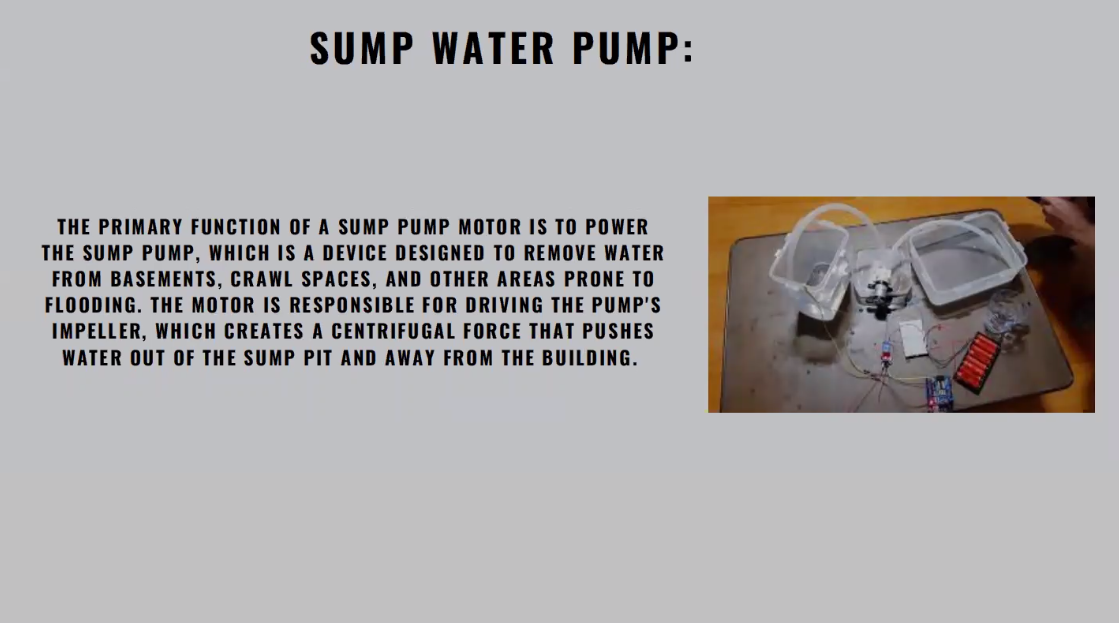 SUMP WATER PUMP:
THE PRIMARY FUNCTION OF A SUMP PUMP MOTOR IS TO POWER
THE SUMP PUMP, WHICH IS A DEVICE DESIGNED TO REMOVE WATER
FROM BASEMENTS, CRAWL SPACES, AND OTHER AREAS PRONE TO
FLOODING. THE MOTOR IS RESPONSIBLE FOR DRIVING THE PUMP'S
IMPELLER, WHICH CREATES A CENTRIFUGAL FORCE THAT PUSHES
WATER OUT OF THE SUMP PIT AND AWAY FROM THE BUILDING.